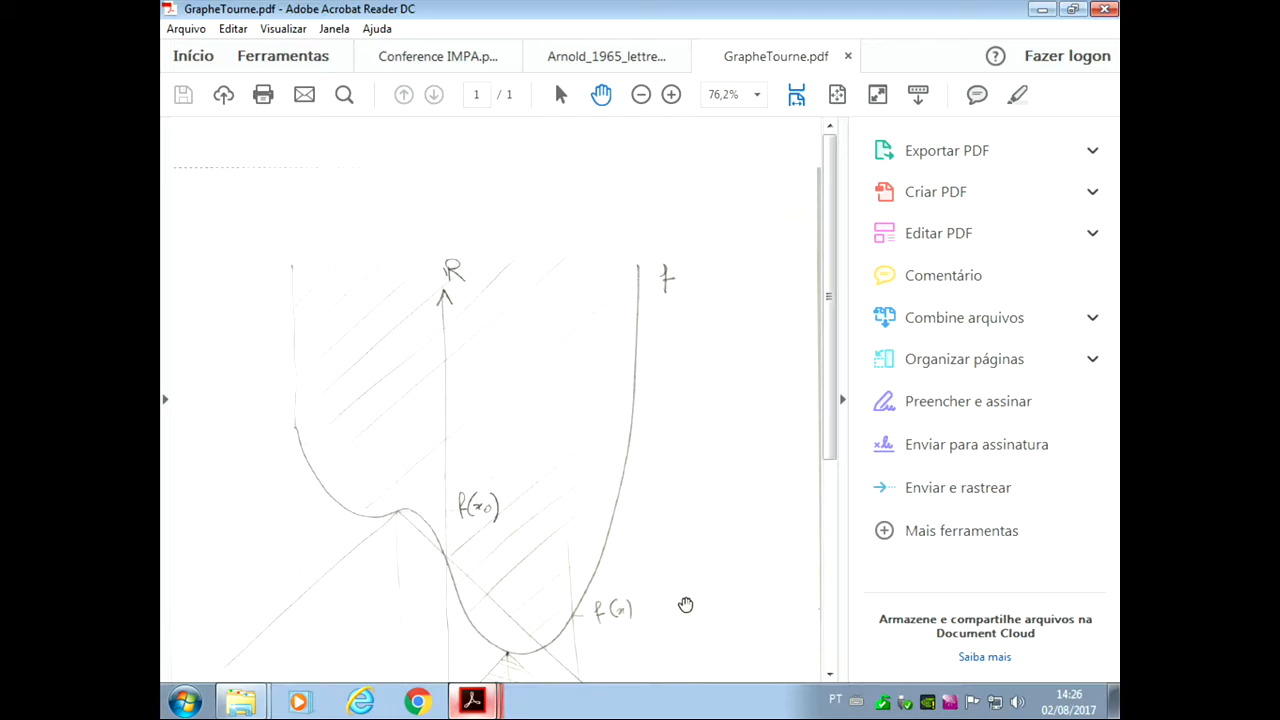 GrapheTourne.pdf - Adobe Acrobat Reader DC
Arquivo Editar Visualizar Janela Ajuda
Início Ferramentas Conference IMPA.p... Arnold_1965_lettre... GrapheTourne.pdf × ? Fazer logon
1 / 1 76,2%
Exportar PDF
Criar PDF
Editar PDF
Comentário
Combine arquivos
Organizar páginas
Preencher e assinar
Enviar para assinatura
Enviar e rastrear
Mais ferramentas
Armazene e compartilhe arquivos na
Document Cloud
Saiba mais
R
f
f(x₀)
f(x)
PT 14:26
02/08/2017